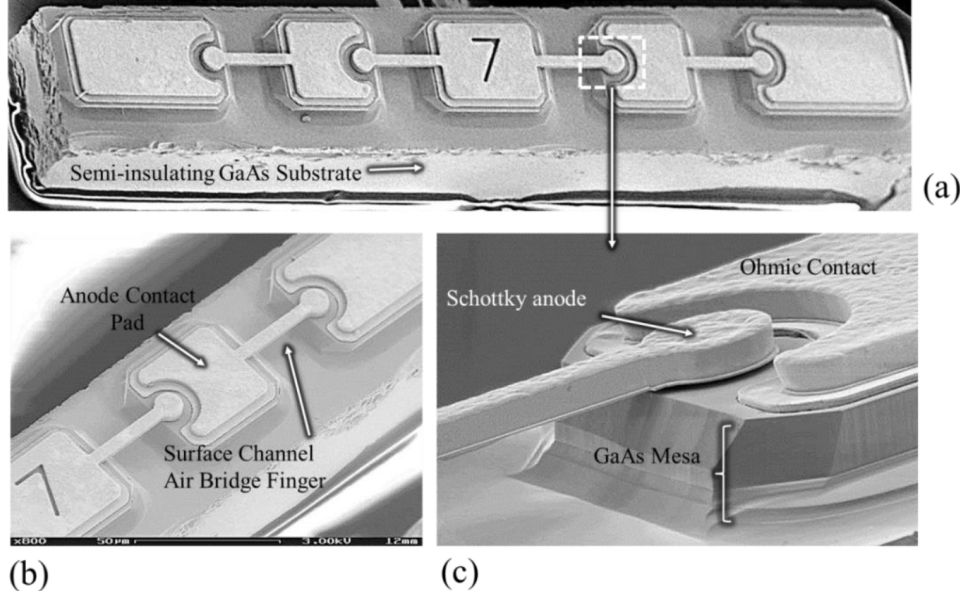 7
Semi-insulating GaAs Substrate
(a)
Anode Contact
Pad
Surface Channel
Air Bridge Finger
7
x800 50μm 3.00kV 12mm
(b)
Schottky anode
Ohmic Contact
GaAs Mesa
(c)